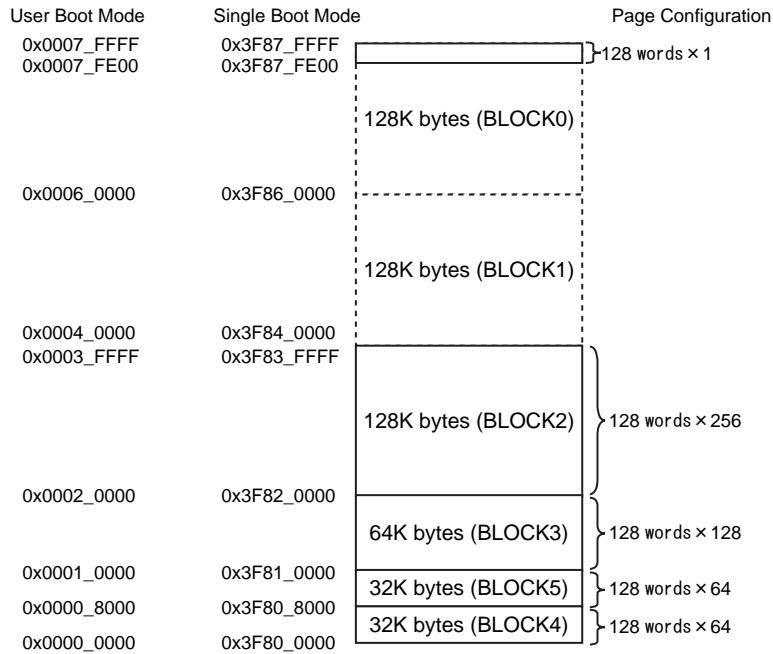 User Boot Mode Single Boot Mode Page Configuration
0x0007_FFFF 0x3F87_FFFF
128 words×1
0x0007_FE00 0x3F87_FE00
128K bytes (BLOCK0)
0x0006_0000 0x3F86_0000
128K bytes (BLOCK1)
0x0004_0000 0x3F84_0000
0x0003_FFFF 0x3F83_FFFF
128K bytes (BLOCK2) 128 words×256
0x0002_0000 0x3F82_0000
64K bytes (BLOCK3) 128 words×128
0x0001_0000 0x3F81_0000
32K bytes (BLOCK5) 128 words×64
0x0000_8000 0x3F80_8000
32K bytes (BLOCK4) 128 words×64
0x0000_0000 0x3F80_0000